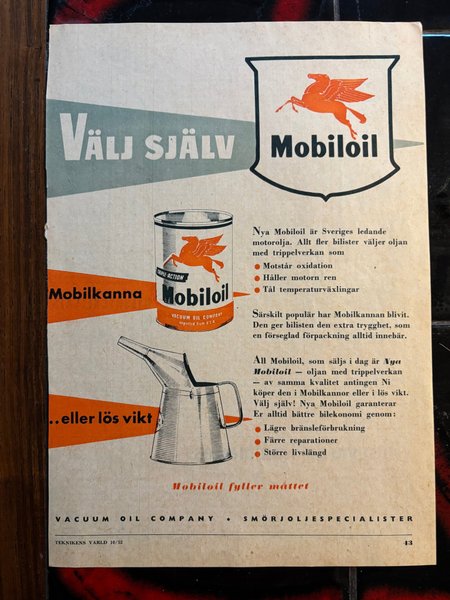 VÄLJ SJÄLV
Mobiloil
Nya Mobiloil är Sveriges ledande
motorolja. Allt fler bilister väljer oljan
med trippelverkan som
Motstår oxidation
Håller motorn ren
Tål temperaturväxlingar
TRIPLE ACTION
Mobiloil
VACUUM OIL COMPANY
Mobilkanna
Särskilt populär har Mobilkannan blivit.
Den ger bilisten den extra trygghet, som
en förseglad förpackning alltid innebär.
All Mobiloil, som säljs i dag är Nya
Mobiloil — oljan med trippelverkan
— av samma kvalitet antingen Ni
köper den i Mobilkannor eller i lös vikt.
Välj själv! Nya Mobiloil garanterar
Er alltid bättre bilekonomi genom:
Lägre bränsleförbrukning
Färre reparationer
Större livslängd
..eller lös vikt
Mobiloil fyller måttet
VACUUM OIL COMPANY • SMÖRJOLJESPECIALISTER
TEKNIKENS VÄRLD 10/52
43